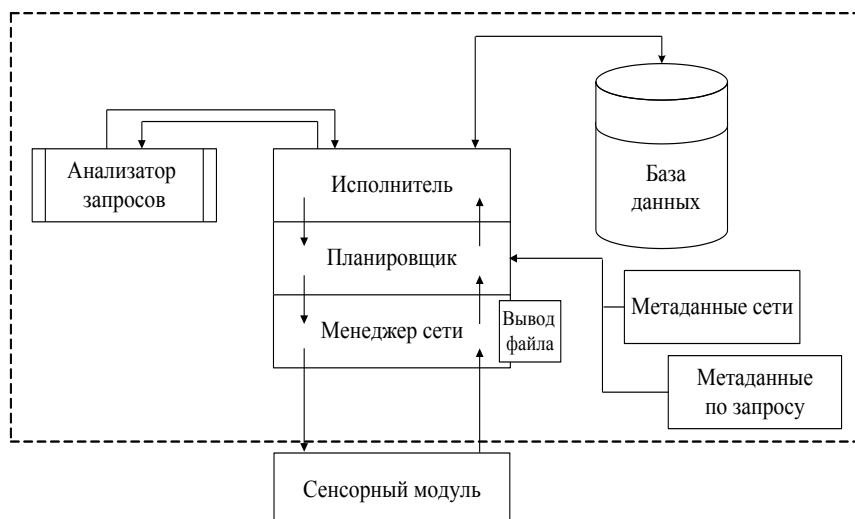 Анализатор
запросов
Исполнитель
База
данных
Планировщик
Метаданные сети
Менеджер сети
Вывод
файла
Метаданные
по запросу
Сенсорный модуль